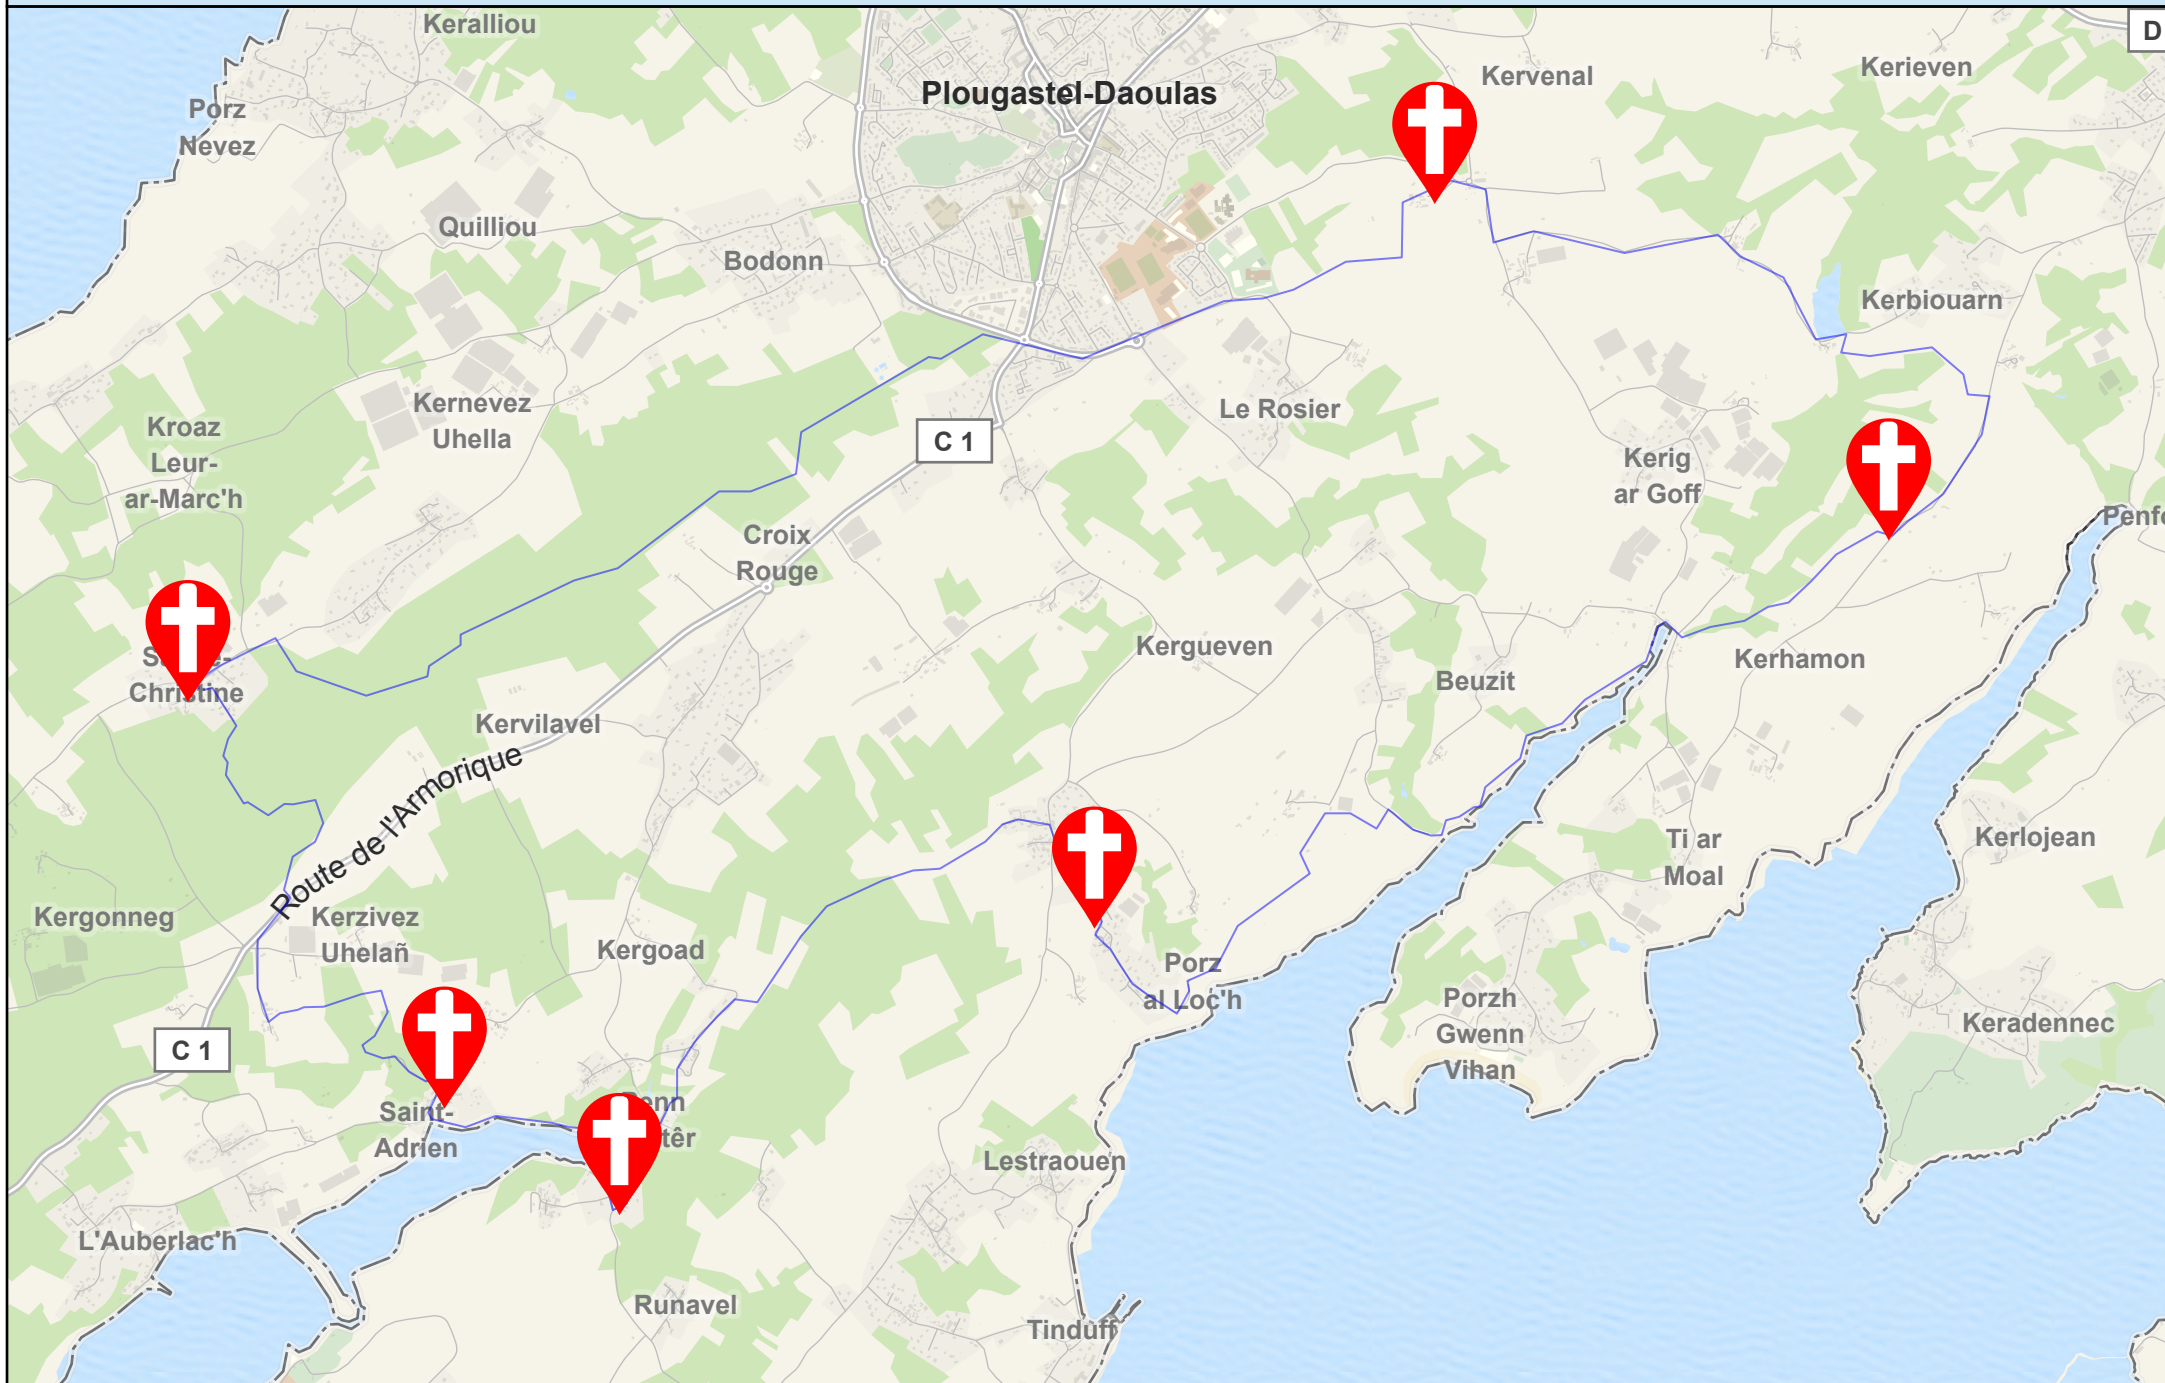 Keralliou
D
Plougastel-Daoulas
Kervenal
Kerieven
Porz
Nevez
Quilliou
Bodonn
Kerbiouarn
Kernevez
Uhella
Le Rosier
Kroaz
Leur-
ar-Marc'h
C 1
Kerig
ar Goff
Croix
Rouge
Kergueven
Beuzit
Kerhamon
Christine
Kervilavel
Route de l'Armorique
Ti ar
Moal
Kerlojean
Kergonneg
Kerzivez
Uhelañ
Kergoad
Porz
al Loc'h
Porzh
Gwenn
Vihan
Keradennec
C 1
Saint-
Adrien
Lestraouen
L'Auberlac'h
Runavel
Tinduff